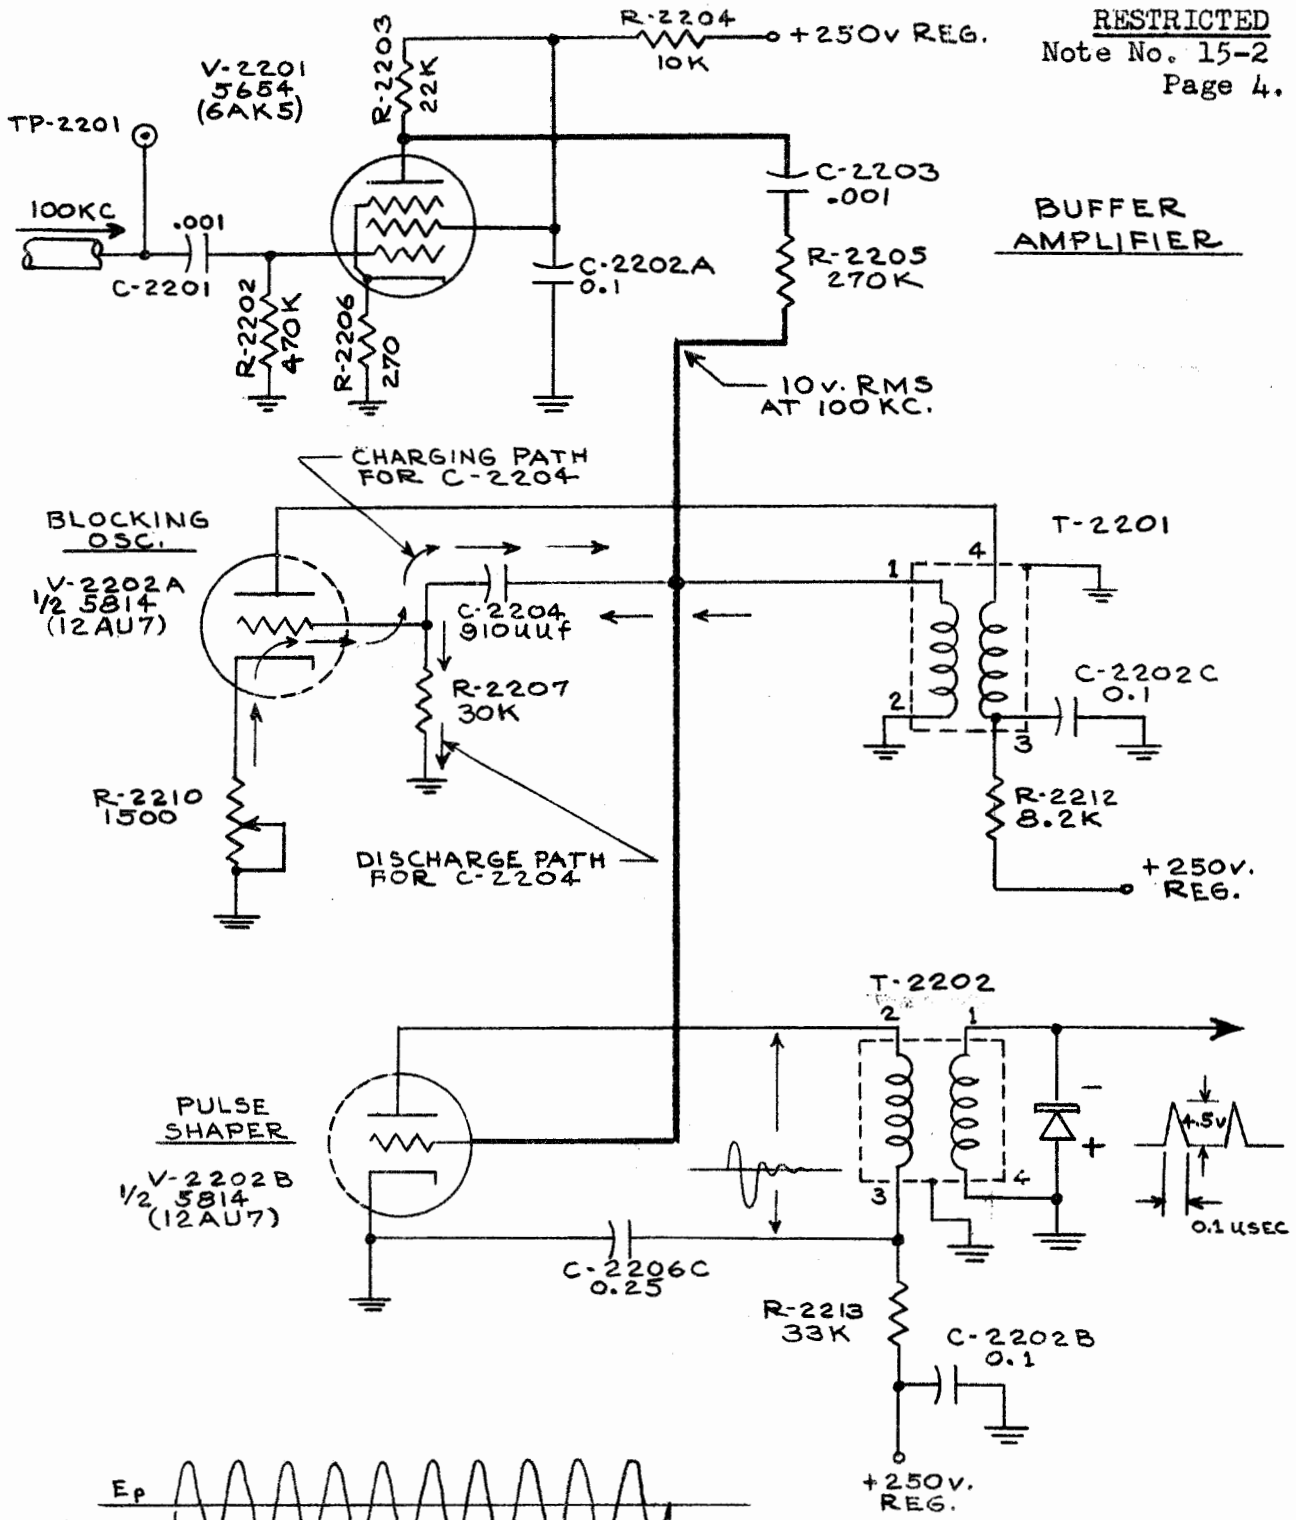 RESTRICTED
Note No. 15-2
Page 4.
R-2204
10K
+250V REG.
R-2203
22K
V-2201
5654
(6AK5)
TP-2201
100KC
.001
C-2201
R-2202
470K
R-2206
270
C-2202A
0.1
C-2203
.001
R-2205
270K
BUFFER
AMPLIFIER
10V. RMS
AT 100 KC.
CHARGING PATH
FOR C-2204
BLOCKING
OSC.
V-2202A
1/2 5814
(12AU7)
C-2204
910UUf
R-2207
30K
R-2210
1500
DISCHARGE PATH
FOR C-2204
T-2201
1
4
2
3
C-2202C
0.1
R-2212
8.2K
+250V.
REG.
T-2202
2
1
3
4
PULSE
SHAPER
V-2202B
1/2 5814
(12AU7)
C-2206C
0.25
-
+
4.5V
0.1 USEC
R-2213
33K
C-2202B
0.1
+250V.
REG.
Ep